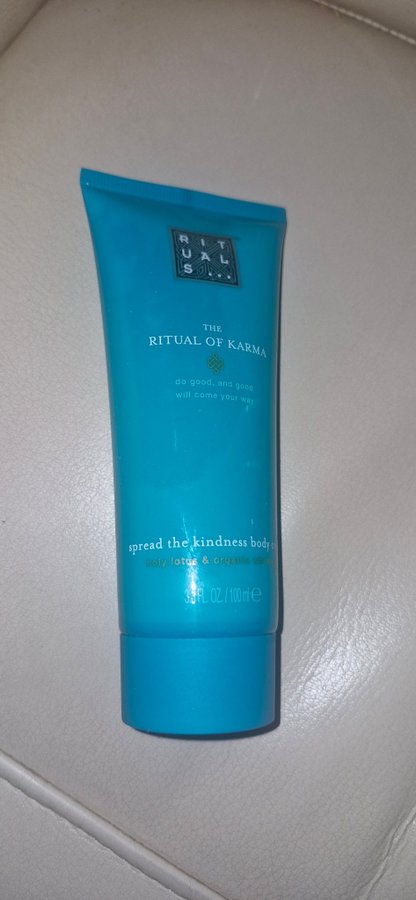 RIT
UAL
S...
THE
RITUAL OF KARMA
do good, and good
will come your way
spread the kindness body
holy lotus & organic
FL.OZ./100 ml ℮